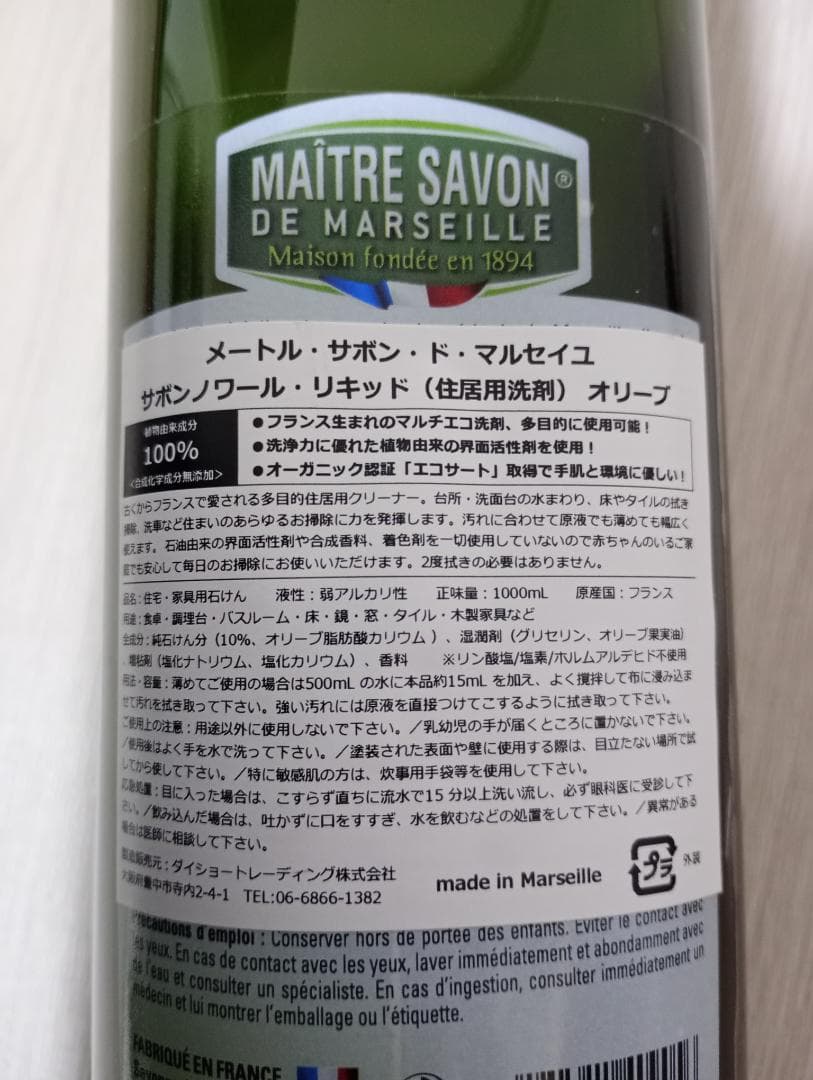 MAÎTRE SAVON®
DE MARSEILLE
Maison fondée en 1894
メートル・サボン・ド・マルセイユ
サボンノワール・リキッド（住居用洗剤） オリーブ
植物由来成分
100%
<合成化学成分無添加>
●フランス生まれのマルチエコ洗剤、多目的に使用可能！
●洗浄力に優れた植物由来の界面活性剤を使用！
●オーガニック認証「エコサート」取得で手肌と環境に優しい！
古くからフランスで愛される多目的住居用クリーナー。台所・洗面台の水まわり、床やタイルの拭き
掃除、洗車など住まいのあらゆるお掃除に力を発揮します。汚れに合わせて原液でも薄めても幅広く
使えます。石油由来の界面活性剤や合成香料、着色剤を一切使用していないので赤ちゃんのいるご家
庭でも安心して毎日のお掃除にお使いいただけます。2度拭きの必要はありません。
品名：住宅・家具用石けん 液性：弱アルカリ性 正味量：1000mL 原産国：フランス
用途：食卓・調理台・バスルーム・床・鏡・窓・タイル・木製家具など
全成分：純石けん分（10%、オリーブ脂肪酸カリウム ）、湿潤剤（グリセリン、オリーブ果実油）
、増粘剤（塩化ナトリウム、塩化カリウム）、香料 ※リン酸塩/塩素/ホルムアルデヒド不使用
用法・容量：薄めてご使用の場合は500mL の水に本品約15mL を加え、よく撹拌して布に浸み込ま
せて汚れを拭き取って下さい。強い汚れには原液を直接つけてこするように拭き取って下さい。
ご使用上の注意：用途以外に使用しないで下さい。／乳幼児の手が届くところに置かないで下さい。
／使用後はよく手を水で洗って下さい。／塗装された表面や壁に使用する際は、目立たない場所で試
してから使して下さい。／特に敏感肌の方は、炊事用手袋等を使用して下さい。
応急処置：目に入った場合は、こすらず直ちに流水で15 分以上洗い流し、必ず眼科医に受診して下
さい。／飲み込んだ場合は、吐かずに口をすすぎ、水を飲むなどの処置をして下さい。／異常がある
場合は医師に相談して下さい。
製造販売元：ダイショートレーディング株式会社
大阪府豊中市寺内2-4-1 TEL:06-6866-1382
made in Marseille
プラ
外装
Précautions d'emploi : Conserver hors de portée des enfants. Éviter le contact avec
les yeux. En cas de contact avec les yeux, laver immédiatement et abondamment avec
de l'eau et consulter un spécialiste. En cas d'ingestion, consulter immédiatement un
médecin et lui montrer l'emballage ou l'étiquette.
FABRIQUÉ EN FRANCE